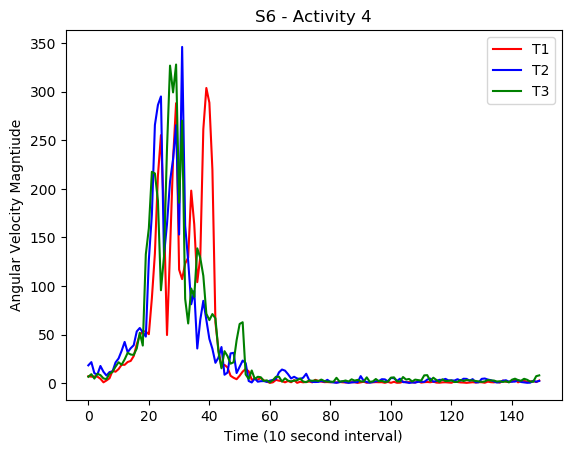 S6 - Activity 4
T1
T2
T3
350
300
250
200
150
100
50
0
Angular Velocity Magntiude
0 20 40 60 80 100 120 140
Time (10 second interval)